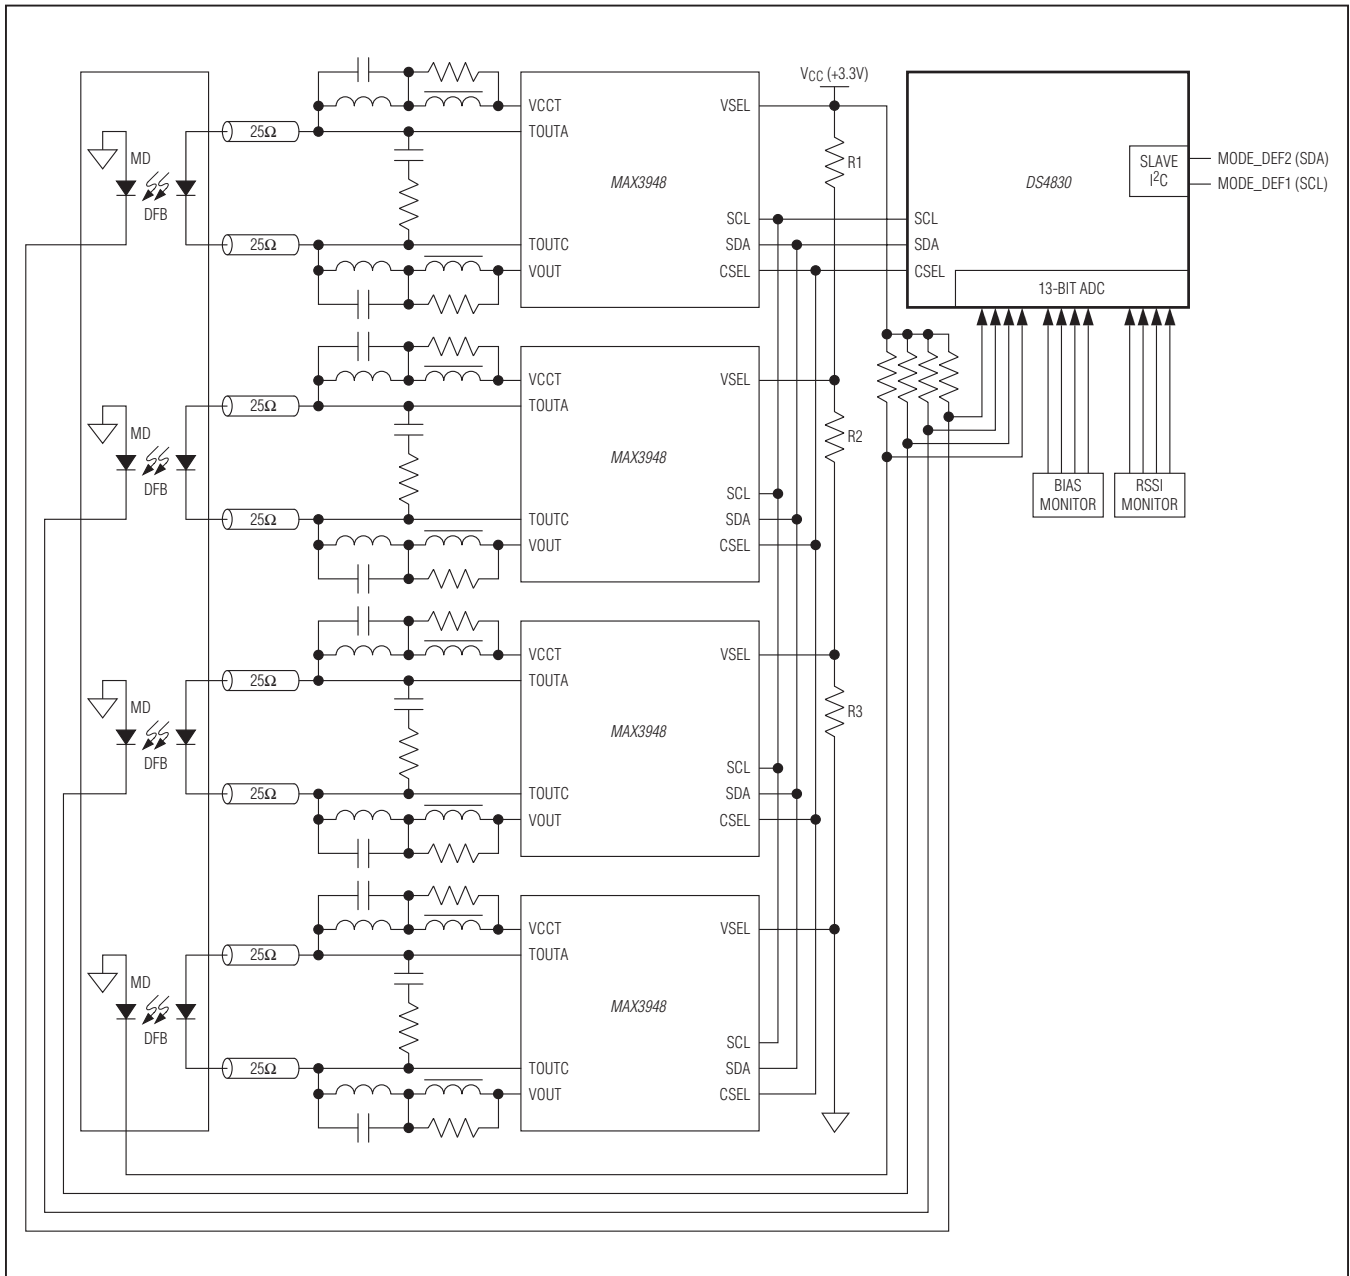 VCC (+3.3V)
VCCT
VSEL
TOUTA
25Ω
MD
R1
SLAVE
I²C
MODE_DEF2 (SDA)
MODE_DEF1 (SCL)
MAX3948
DS4830
DFB
SCL
SCL
25Ω
TOUTC
SDA
SDA
VOUT
CSEL
CSEL
13-BIT ADC
VCCT
VSEL
25Ω
TOUTA
MD
R2
MAX3948
DFB
BIAS
MONITOR
RSSI
MONITOR
SCL
25Ω
TOUTC
SDA
VOUT
CSEL
VCCT
VSEL
25Ω
TOUTA
MD
R3
MAX3948
DFB
SCL
25Ω
TOUTC
SDA
VOUT
CSEL
VCCT
VSEL
25Ω
TOUTA
MD
MAX3948
DFB
SCL
25Ω
TOUTC
SDA
VOUT
CSEL